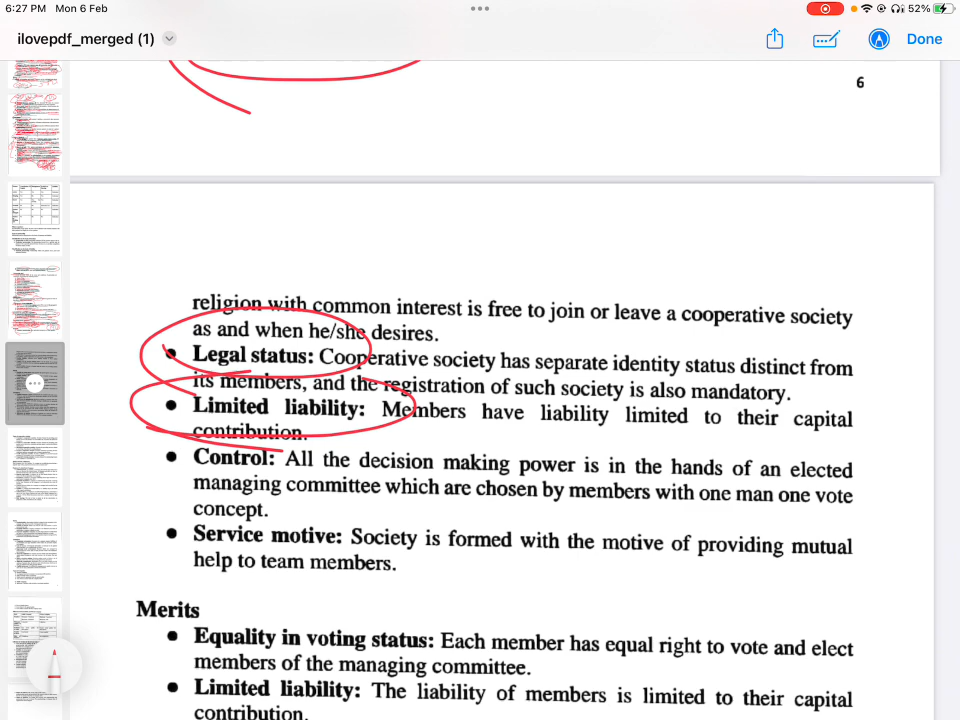 6:27 PM Mon 6 Feb
52%
ilovepdf_merged (1)
Done
6
religion with common interest is free to join or leave a cooperative society
as and when he/she desires.
• Legal status: Cooperative society has separate identity status distinct from
its members, and the registration of such society is also mandatory.
• Limited liability: Members have liability limited to their capital
contribution.
• Control: All the decision making power is in the hands of an elected
managing committee which are chosen by members with one man one vote
concept.
• Service motive: Society is formed with the motive of providing mutual
help to team members.
Merits
• Equality in voting status: Each member has equal right to vote and elect
members of the managing committee.
• Limited liability: The liability of members is limited to their capital
contribution.